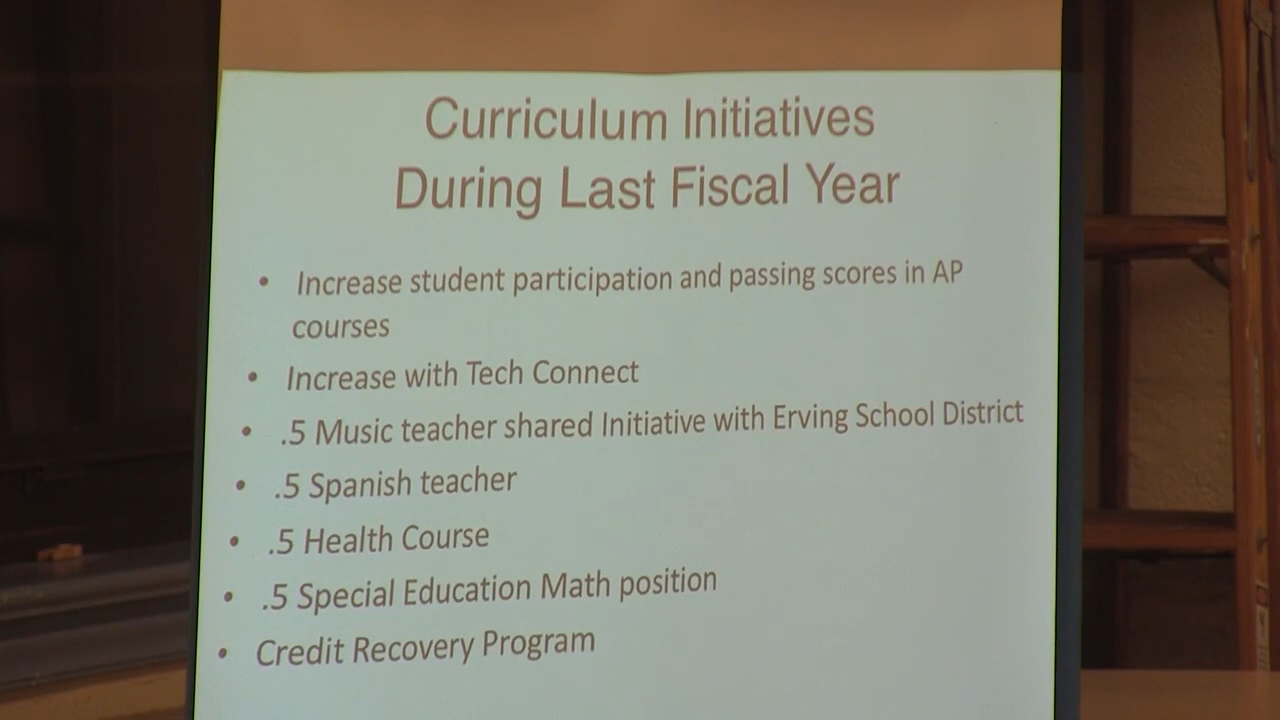 Curriculum Initiatives
During Last Fiscal Year
• Increase student participation and passing scores in AP
courses
• Increase with Tech Connect
• .5 Music teacher shared Initiative with Erving School District
• .5 Spanish teacher
• .5 Health Course
• .5 Special Education Math position
• Credit Recovery Program